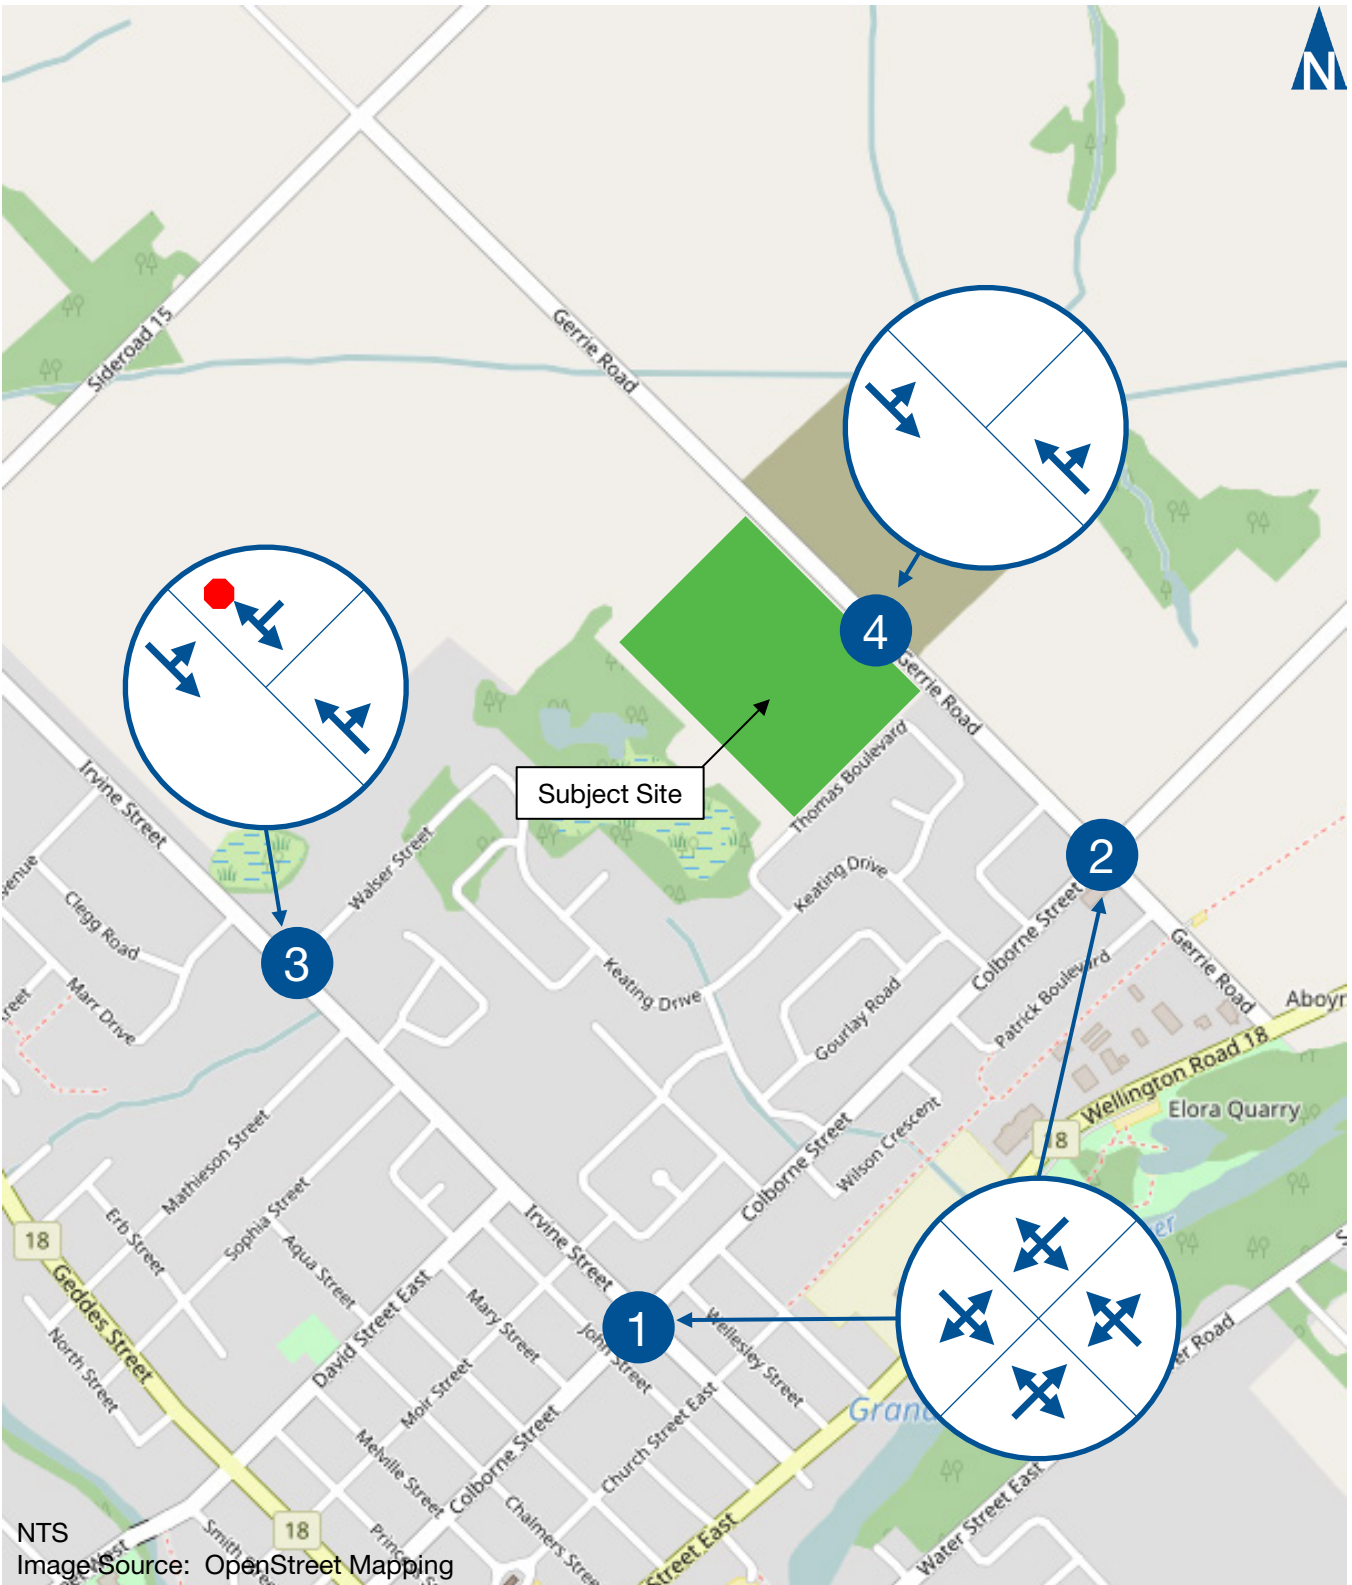 N
Sideroad 15
Gerrie Road
4
Gerrie Road
Subject Site
Thomas Boulevard
Irvine Street
Walser Street
2
Keating Drive
Clegg Road
Colborne Street
3
Marr Drive
Keating Drive
Gourlay Road
Patrick Boulevard
Gerrie Road
Wellington Road 18
Elora Quarry
18
Mathieson Street
Colborne Street
Wilson Crescent
Sophia Street
Erb Street
Aqua Street
Irvine Street
18
Geddes Street
David Street East
Mary Street
1
John Street
Wellesley Street
North Street
Moir Street
Church Street East
Melville Street
Colborne Street
Chalmers Stree
Street East
Water Street East
18
NTS
Image Source: OpenStreet Mapping